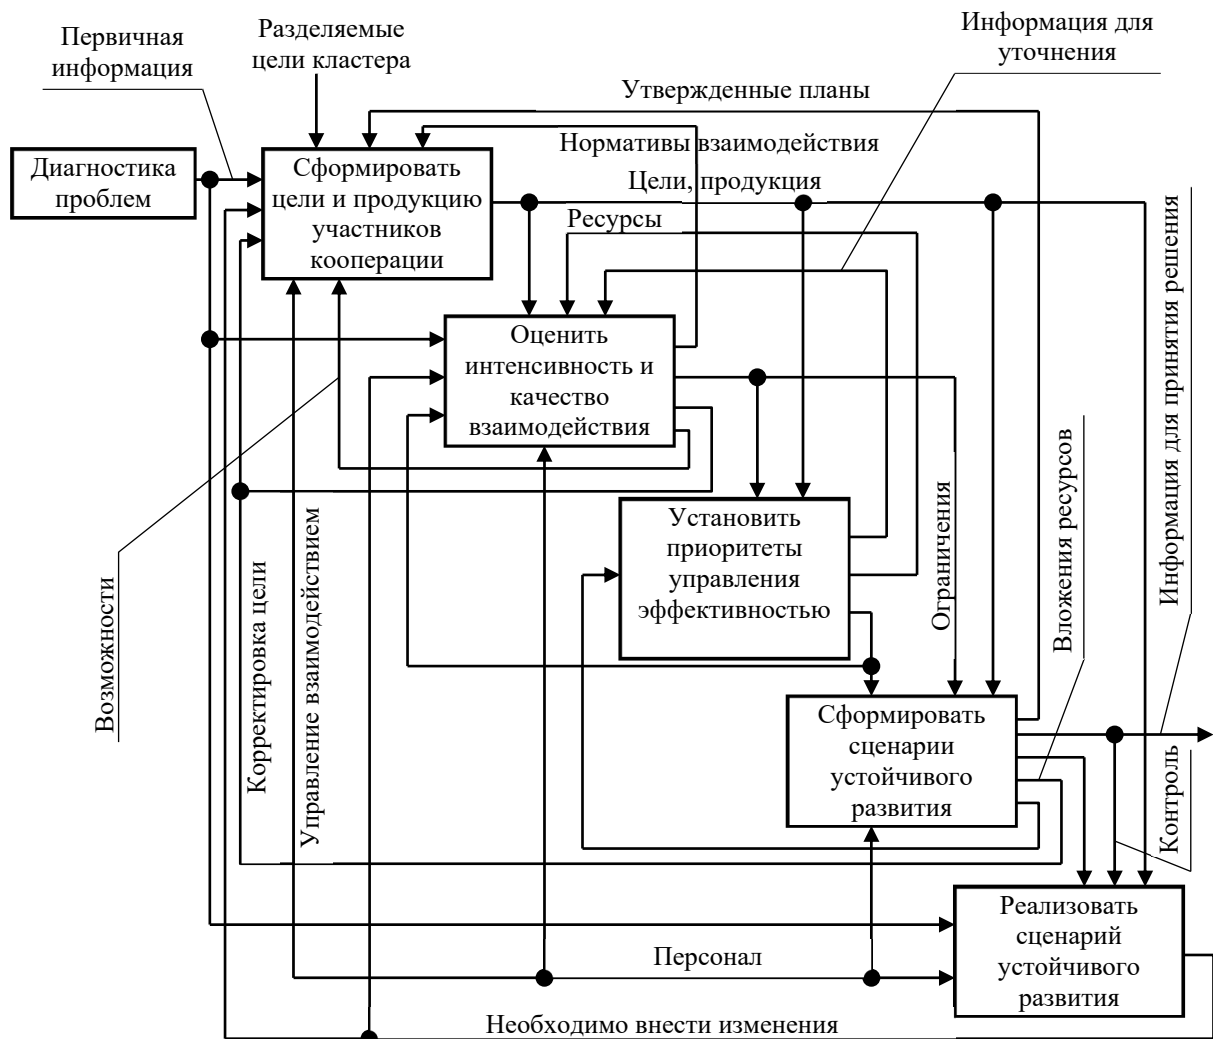 Первичная
информация
Разделяемые
цели кластера
Информация для
уточнения
Утвержденные планы
Нормативы взаимодействия
Диагностика
проблем
Сформировать
цели и продукцию
участников
кооперации
Цели, продукция
Ресурсы
Оценить
интенсивность и
качество
взаимодействия
Информация для принятия решения
Установить
приоритеты
управления
эффективностью
Ограничения
Вложения ресурсов
Возможности
Корректировка цели
Управление взаимодействием
Сформировать
сценарии
устойчивого
развития
Контроль
Реализовать
сценарий
устойчивого
развития
Персонал
Необходимо внести изменения